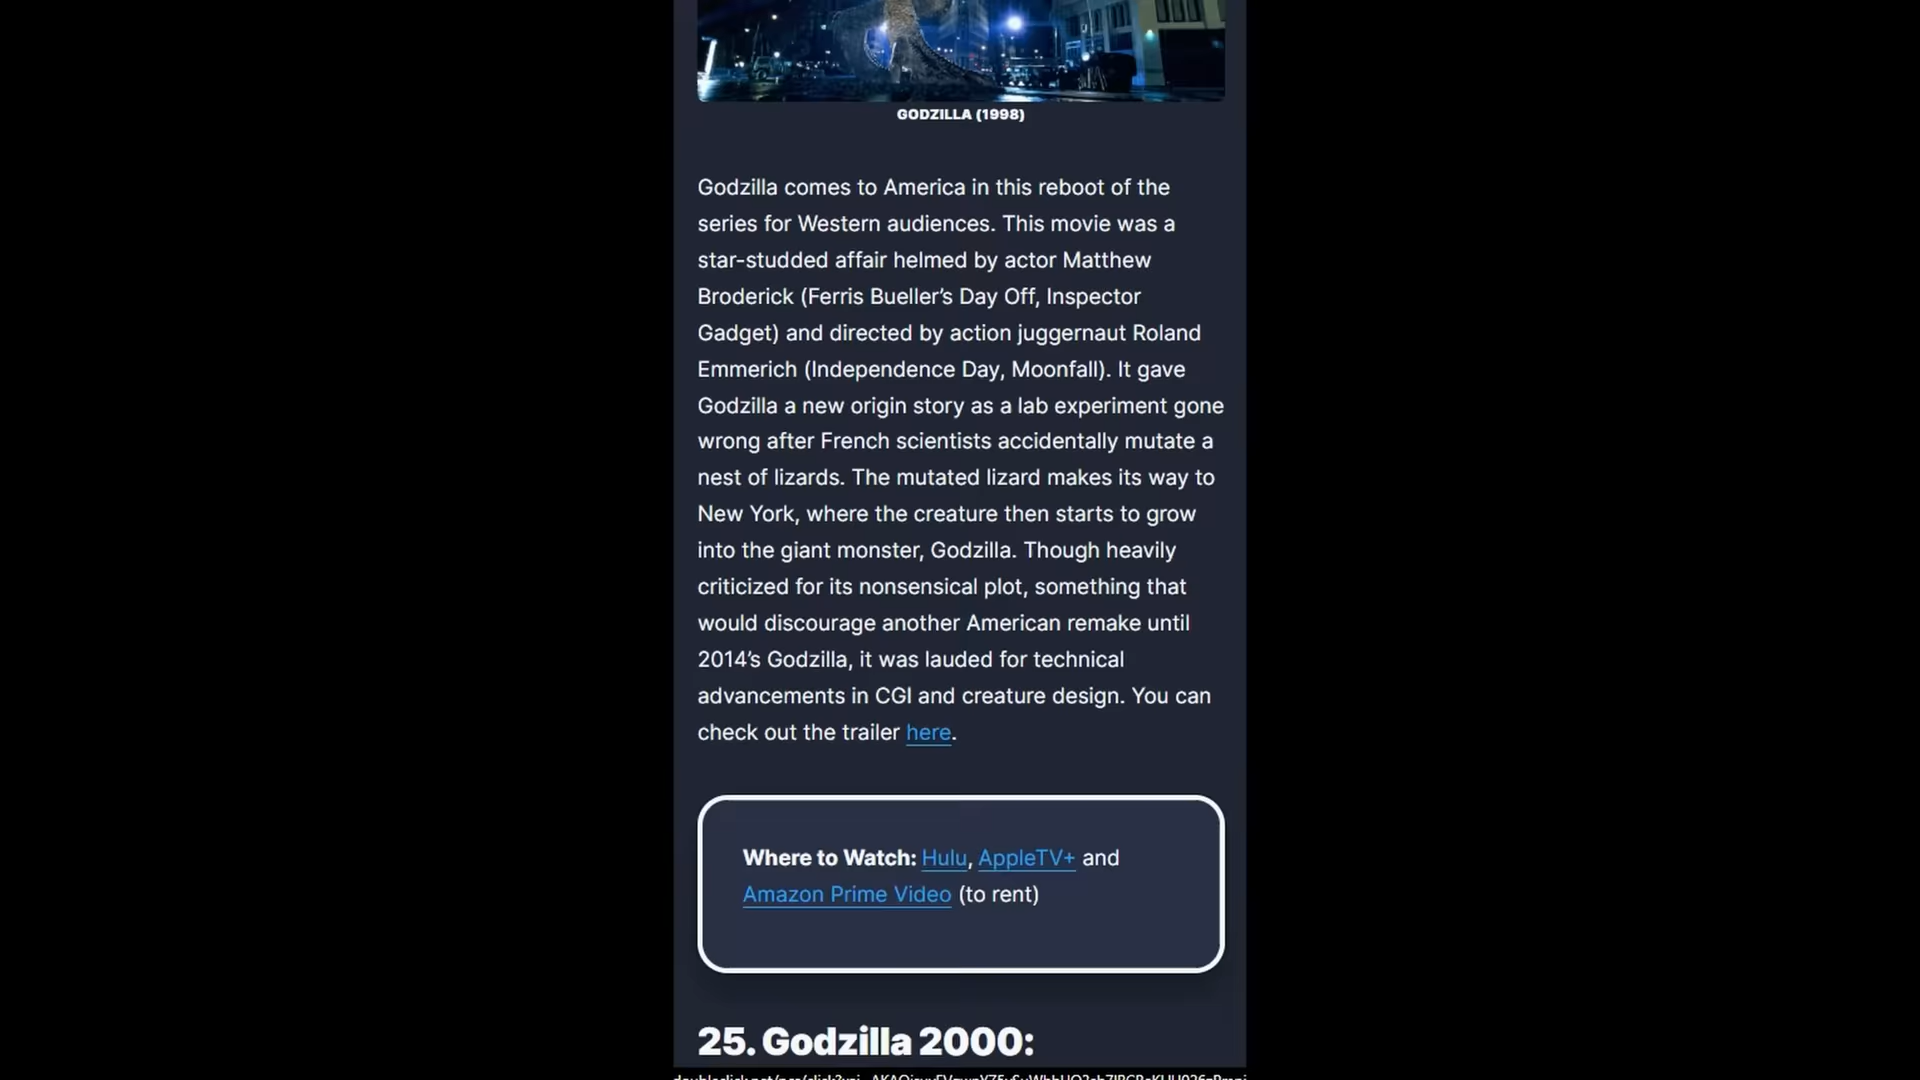 GODZILLA (1998)
Godzilla comes to America in this reboot of the
series for Western audiences. This movie was a
star-studded affair helmed by actor Matthew
Broderick (Ferris Bueller’s Day Off, Inspector
Gadget) and directed by action juggernaut Roland
Emmerich (Independence Day, Moonfall). It gave
Godzilla a new origin story as a lab experiment gone
wrong after French scientists accidentally mutate a
nest of lizards. The mutated lizard makes its way to
New York, where the creature then starts to grow
into the giant monster, Godzilla. Though heavily
criticized for its nonsensical plot, something that
would discourage another American remake until
2014’s Godzilla, it was lauded for technical
advancements in CGI and creature design. You can
check out the trailer here.
Where to Watch: Hulu, AppleTV+ and
Amazon Prime Video (to rent)
25. Godzilla 2000: